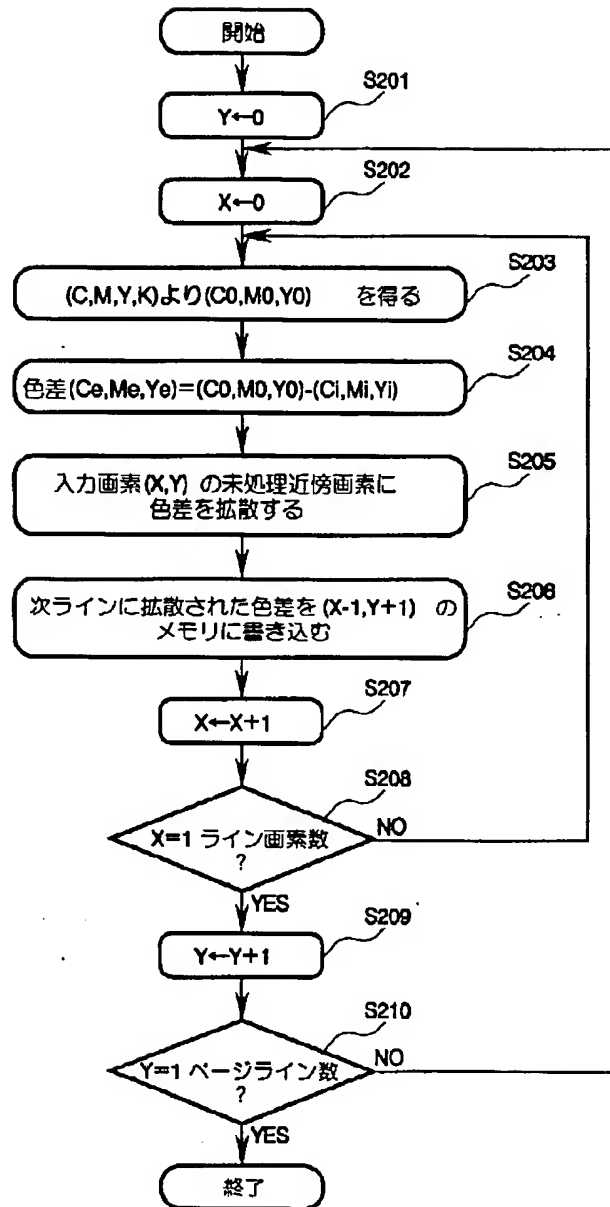 開始
S201
Y←0
S202
X←0
S203
(C,M,Y,K)より(C0,M0,Y0) を得る
S204
色差(Ce,Me,Ye)=(C0,M0,Y0)-(Ci,Mi,Yi)
S205
入力画素(X,Y) の未処理近傍画素に
色差を拡散する
S206
次ラインに拡散された色差を(X-1,Y+1) の
メモリに書き込む
S207
X←X+1
S208
X=1 ライン画素数
?
NO
YES
S209
Y←Y+1
S210
Y=1 ページライン数
?
NO
YES
終了